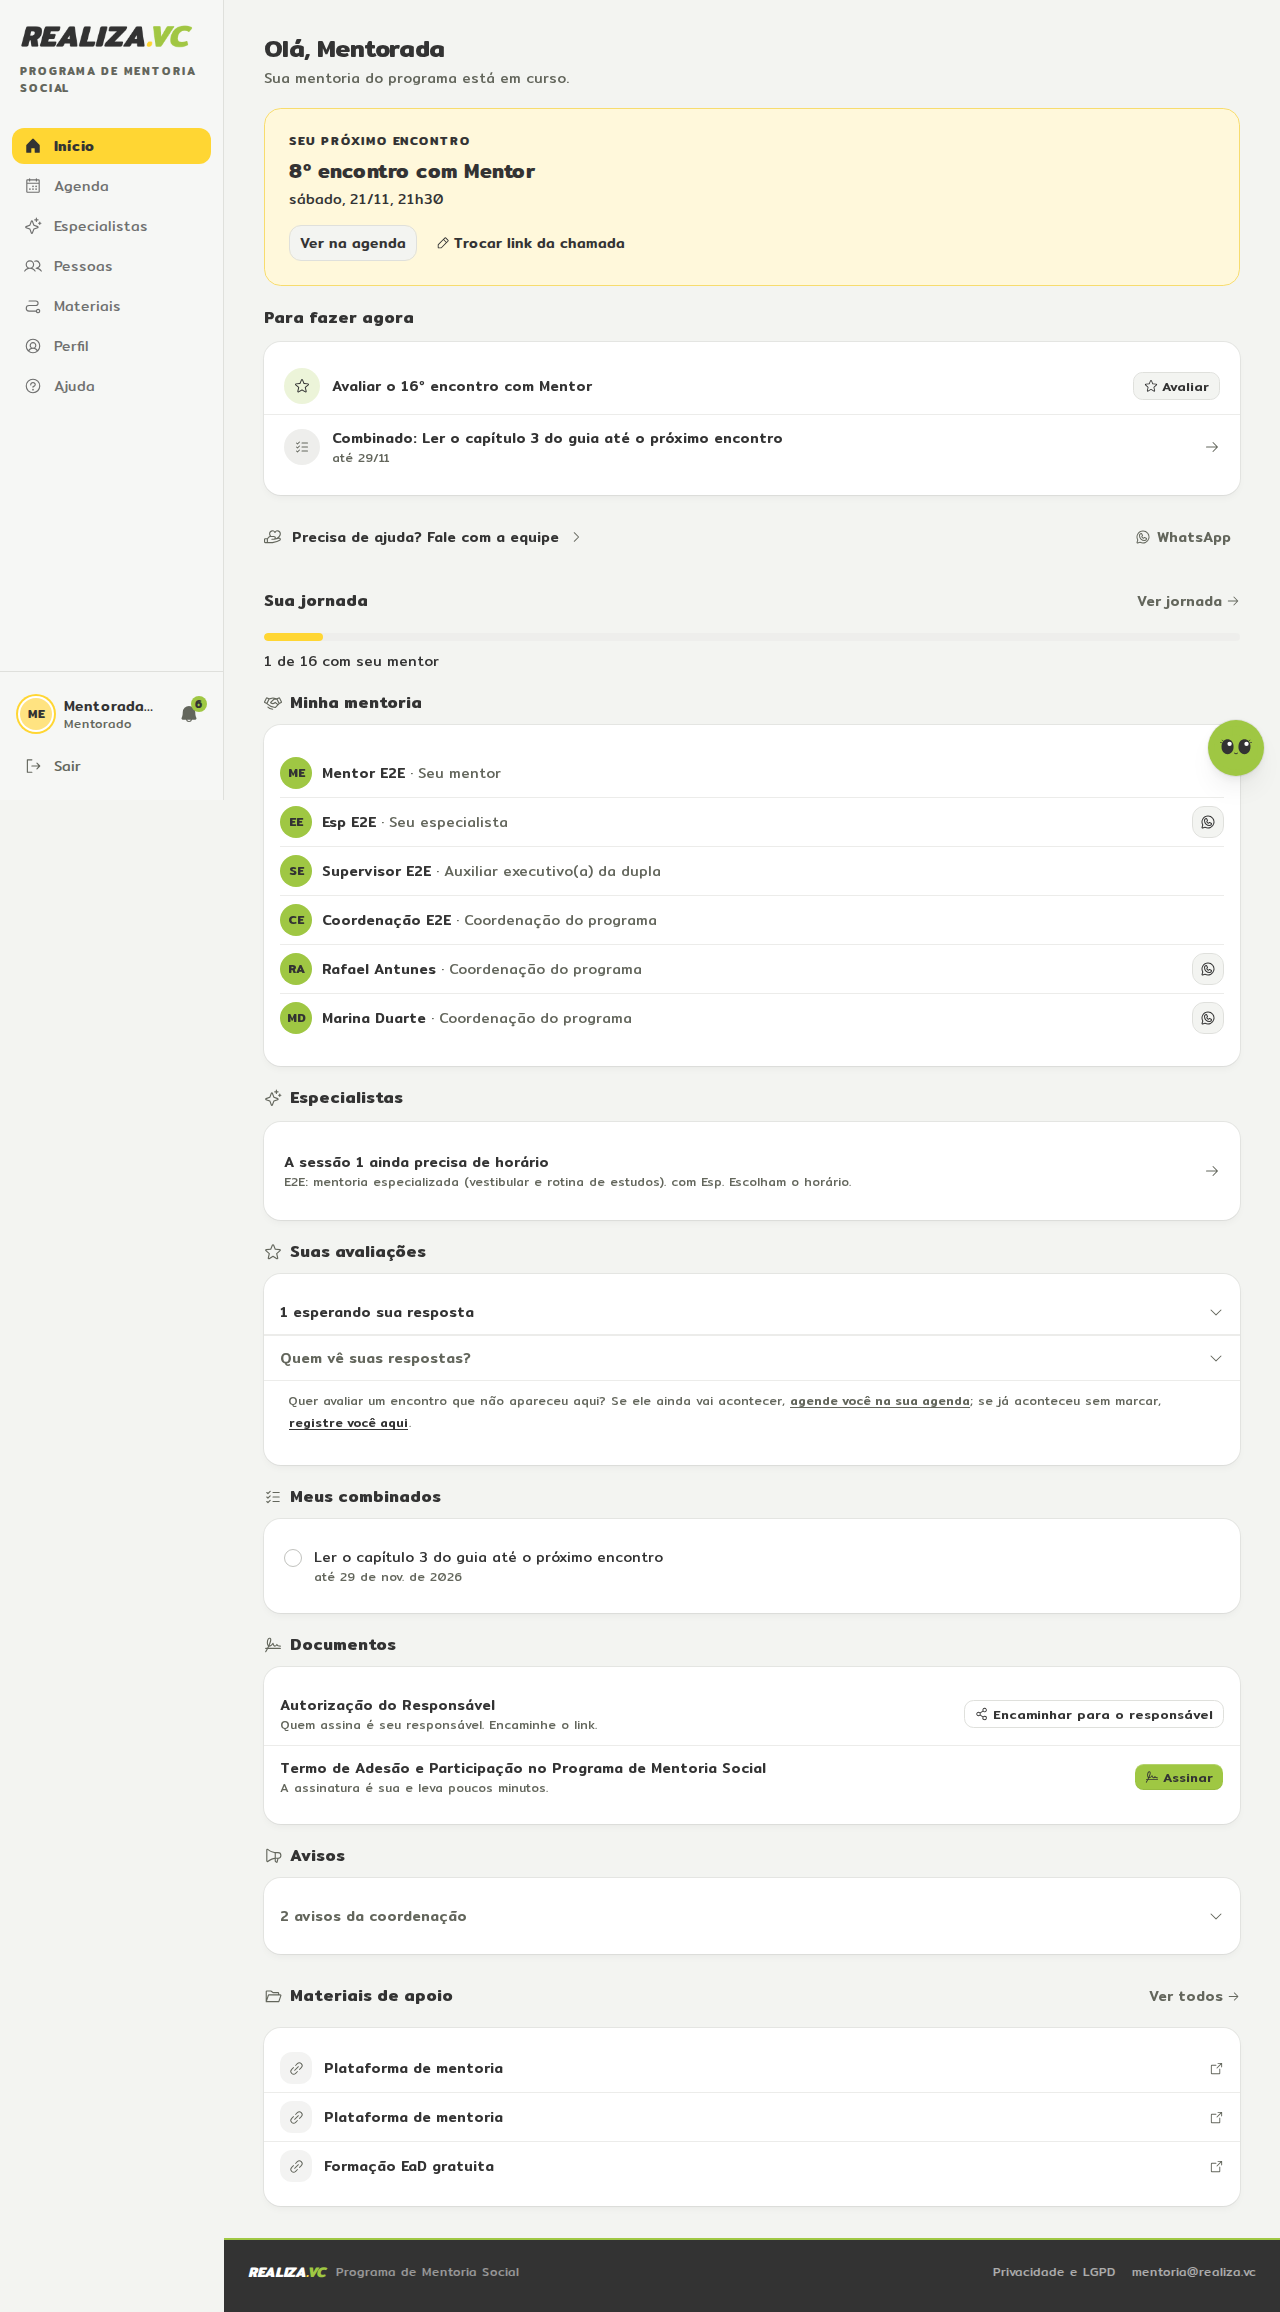 REALIZA.VC
PROGRAMA DE MENTORIA
SOCIAL
Início
Agenda
Especialistas
Pessoas
Materiais
Perfil
Ajuda
ME
Mentorada...
Mentorado
6
Sair
Olá, Mentorada
Sua mentoria do programa está em curso.
SEU PRÓXIMO ENCONTRO
8º encontro com Mentor
sábado, 21/11, 21h30
Ver na agenda
Trocar link da chamada
Para fazer agora
Avaliar o 16º encontro com Mentor
Avaliar
Combinado: Ler o capítulo 3 do guia até o próximo encontro
até 29/11
Precisa de ajuda? Fale com a equipe
WhatsApp
Sua jornada
Ver jornada
1 de 16 com seu mentor
Minha mentoria
ME Mentor E2E · Seu mentor
EE Esp E2E · Seu especialista
SE Supervisor E2E · Auxiliar executivo(a) da dupla
CE Coordenação E2E · Coordenação do programa
RA Rafael Antunes · Coordenação do programa
MD Marina Duarte · Coordenação do programa
Especialistas
A sessão 1 ainda precisa de horário
E2E: mentoria especializada (vestibular e rotina de estudos). com Esp. Escolham o horário.
Suas avaliações
1 esperando sua resposta
Quem vê suas respostas?
Quer avaliar um encontro que não apareceu aqui? Se ele ainda vai acontecer, agende você na sua agenda; se já aconteceu sem marcar,
registre você aqui.
Meus combinados
Ler o capítulo 3 do guia até o próximo encontro
até 29 de nov. de 2026
Documentos
Autorização do Responsável
Quem assina é seu responsável. Encaminhe o link.
Encaminhar para o responsável
Termo de Adesão e Participação no Programa de Mentoria Social
A assinatura é sua e leva poucos minutos.
Assinar
Avisos
2 avisos da coordenação
Materiais de apoio
Ver todos
Plataforma de mentoria
Plataforma de mentoria
Formação EaD gratuita
REALIZA.VC Programa de Mentoria Social
Privacidade e LGPD mentoria@realiza.vc